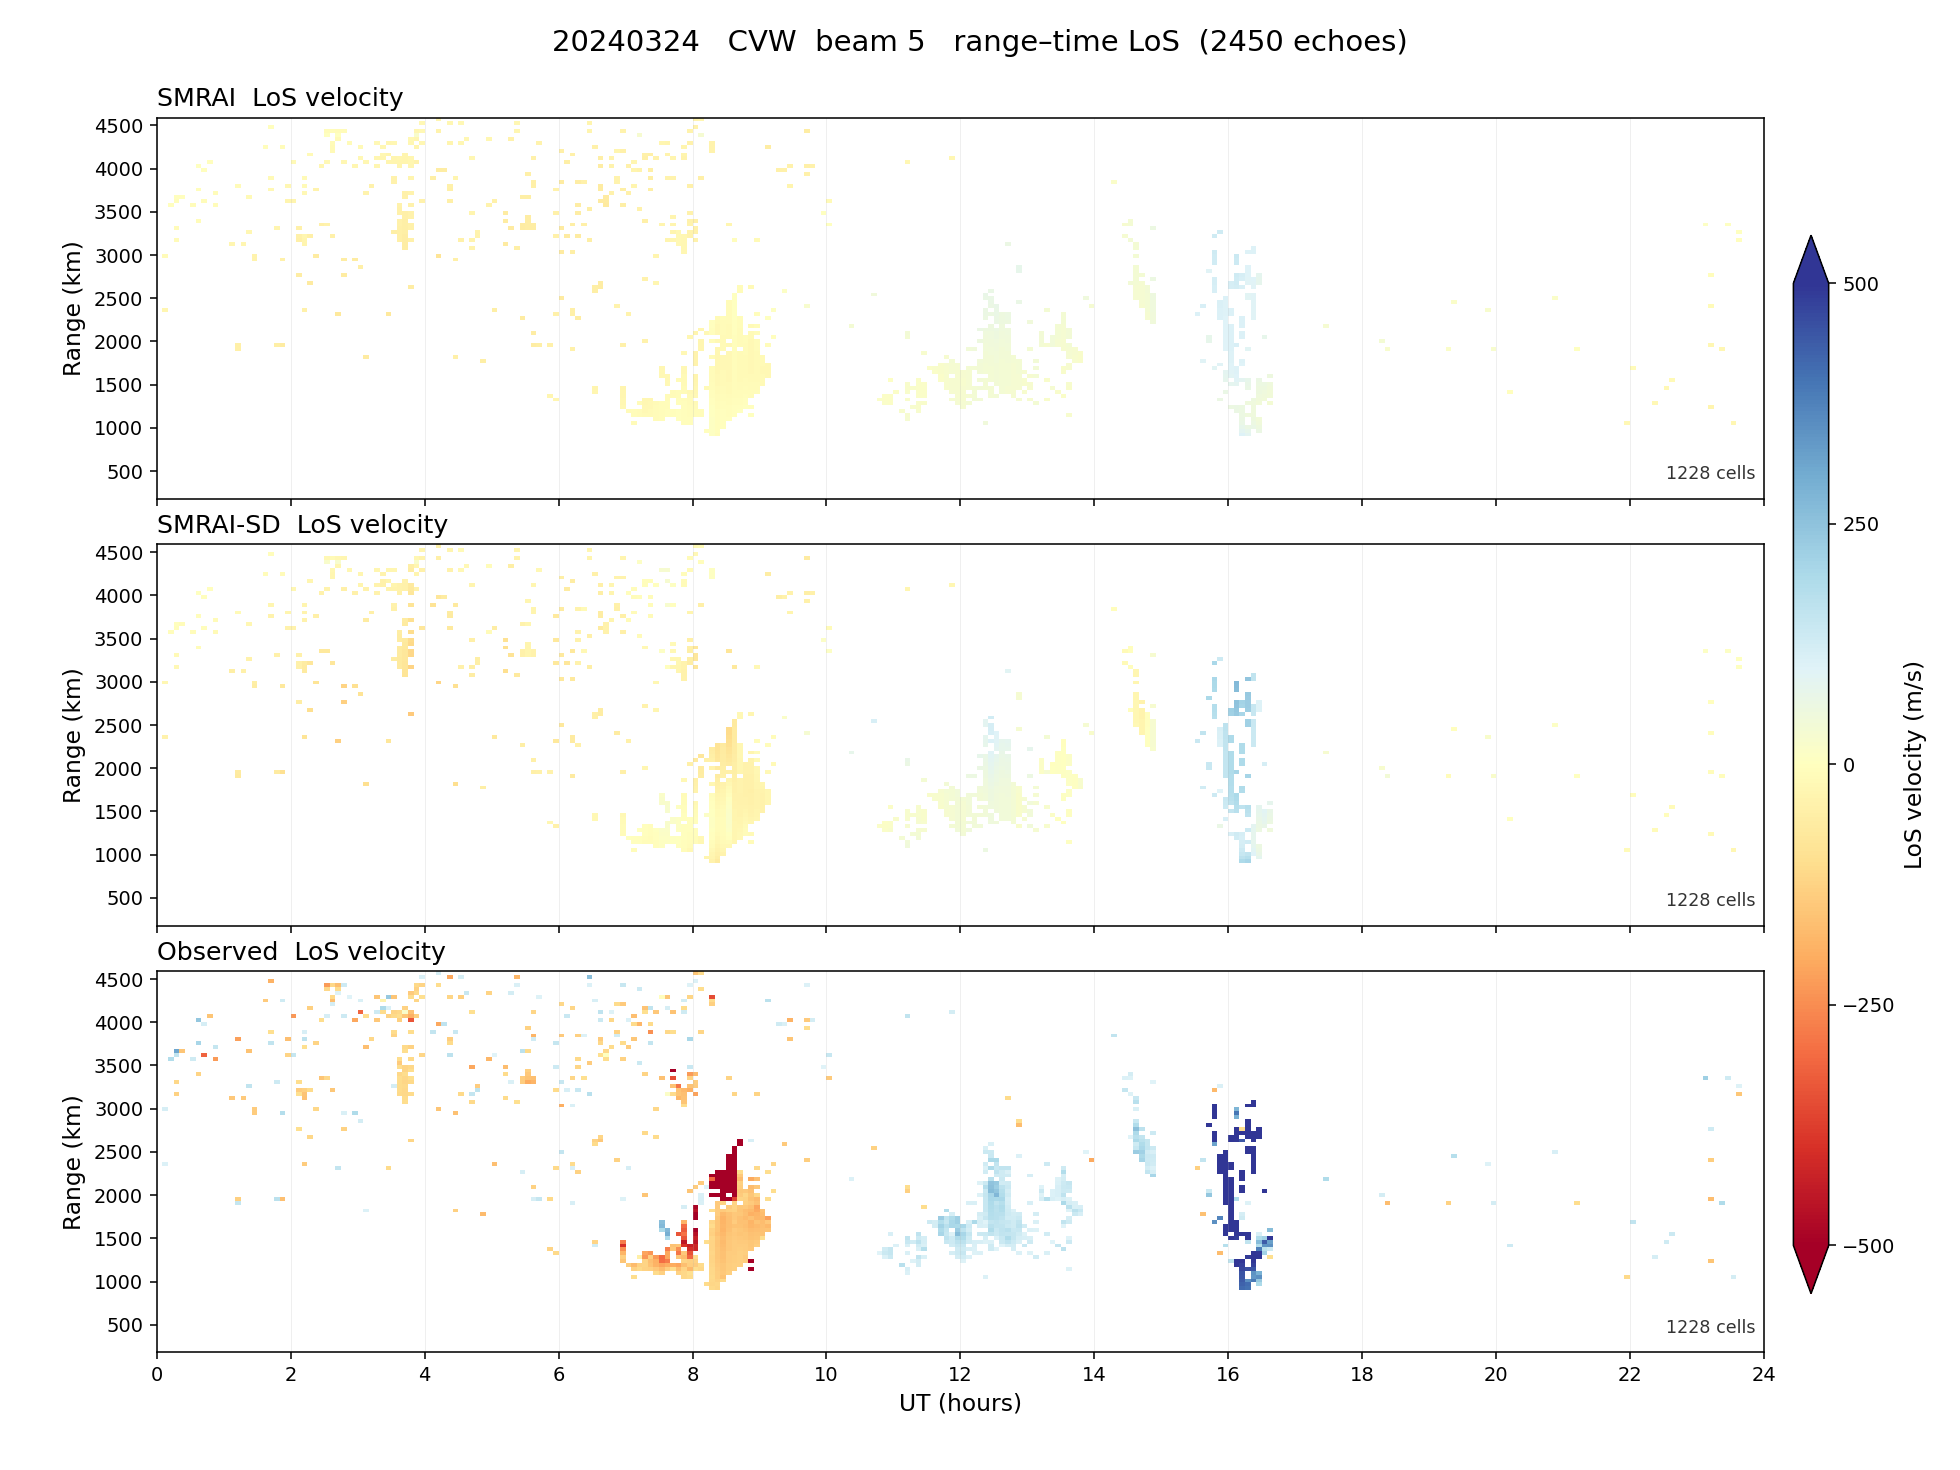 20240324   CVW  beam 5   range–time LoS  (2450 echoes)
SMRAI  LoS velocity
4500
4000
3500
3000
2500
2000
1500
1000
500
Range (km)
1228 cells
SMRAI-SD  LoS velocity
4500
4000
3500
3000
2500
2000
1500
1000
500
Range (km)
1228 cells
Observed  LoS velocity
4500
4000
3500
3000
2500
2000
1500
1000
500
Range (km)
1228 cells
0 2 4 6 8 10 12 14 16 18 20 22 24
UT (hours)
500
250
0
−250
−500
LoS velocity (m/s)